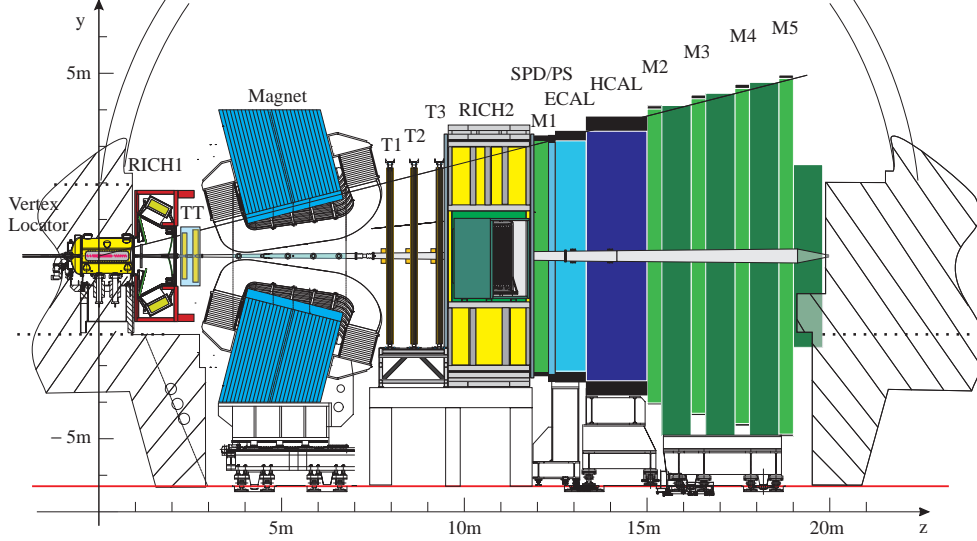 y
5m
Magnet
SPD/PS
ECAL
HCAL
M1
M2
M3
M4
M5
T1
T2
T3
RICH2
RICH1
TT
Vertex
Locator
− 5m
5m
10m
15m
20m
z